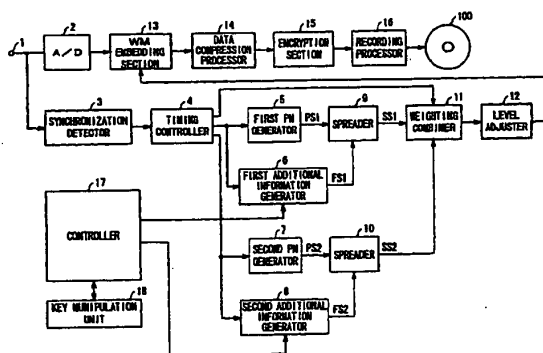 1
2
A/D
13
WM
EMBEDDING
SECTION
14
DATA
COMPRESSION
PROCESSOR
15
ENCRYPTION
SECTION
16
RECORDING
PROCESSOR
100
3
SYNCHRONIZATION
DETECTOR
4
TIMING
CONTROLLER
5
FIRST PN
GENERATOR
PS1
9
SPREADER
SS1
11
WEIGHTING
COMBINER
12
LEVEL
ADJUSTER
6
FIRST ADDITIONAL
INFORMATION
GENERATOR
FS1
17
CONTROLLER
7
SECOND PN
GENERATOR
PS2
10
SPREADER
SS2
18
KEY MUNIPULATION
UNIT
8
SECOND ADDITIONAL
INFORMATION
GENERATOR
FS2